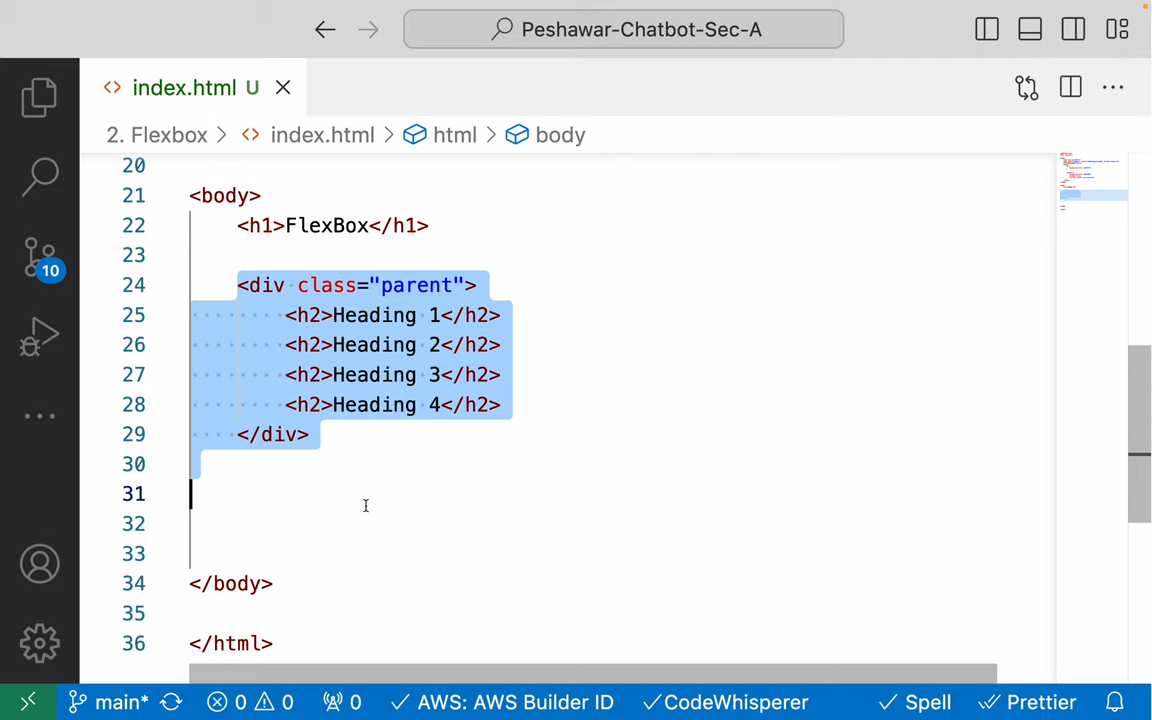 Peshawar-Chatbot-Sec-A
index.html U
2. Flexbox > index.html > html > body
20
21 <body>
22 <h1>FlexBox</h1>
23
24 <div class="parent">
25 <h2>Heading 1</h2>
26 <h2>Heading 2</h2>
27 <h2>Heading 3</h2>
28 <h2>Heading 4</h2>
29 </div>
30
31
32
33
34 </body>
35
36 </html>
10
main* 0 0 0 AWS: AWS Builder ID CodeWhisperer Spell Prettier